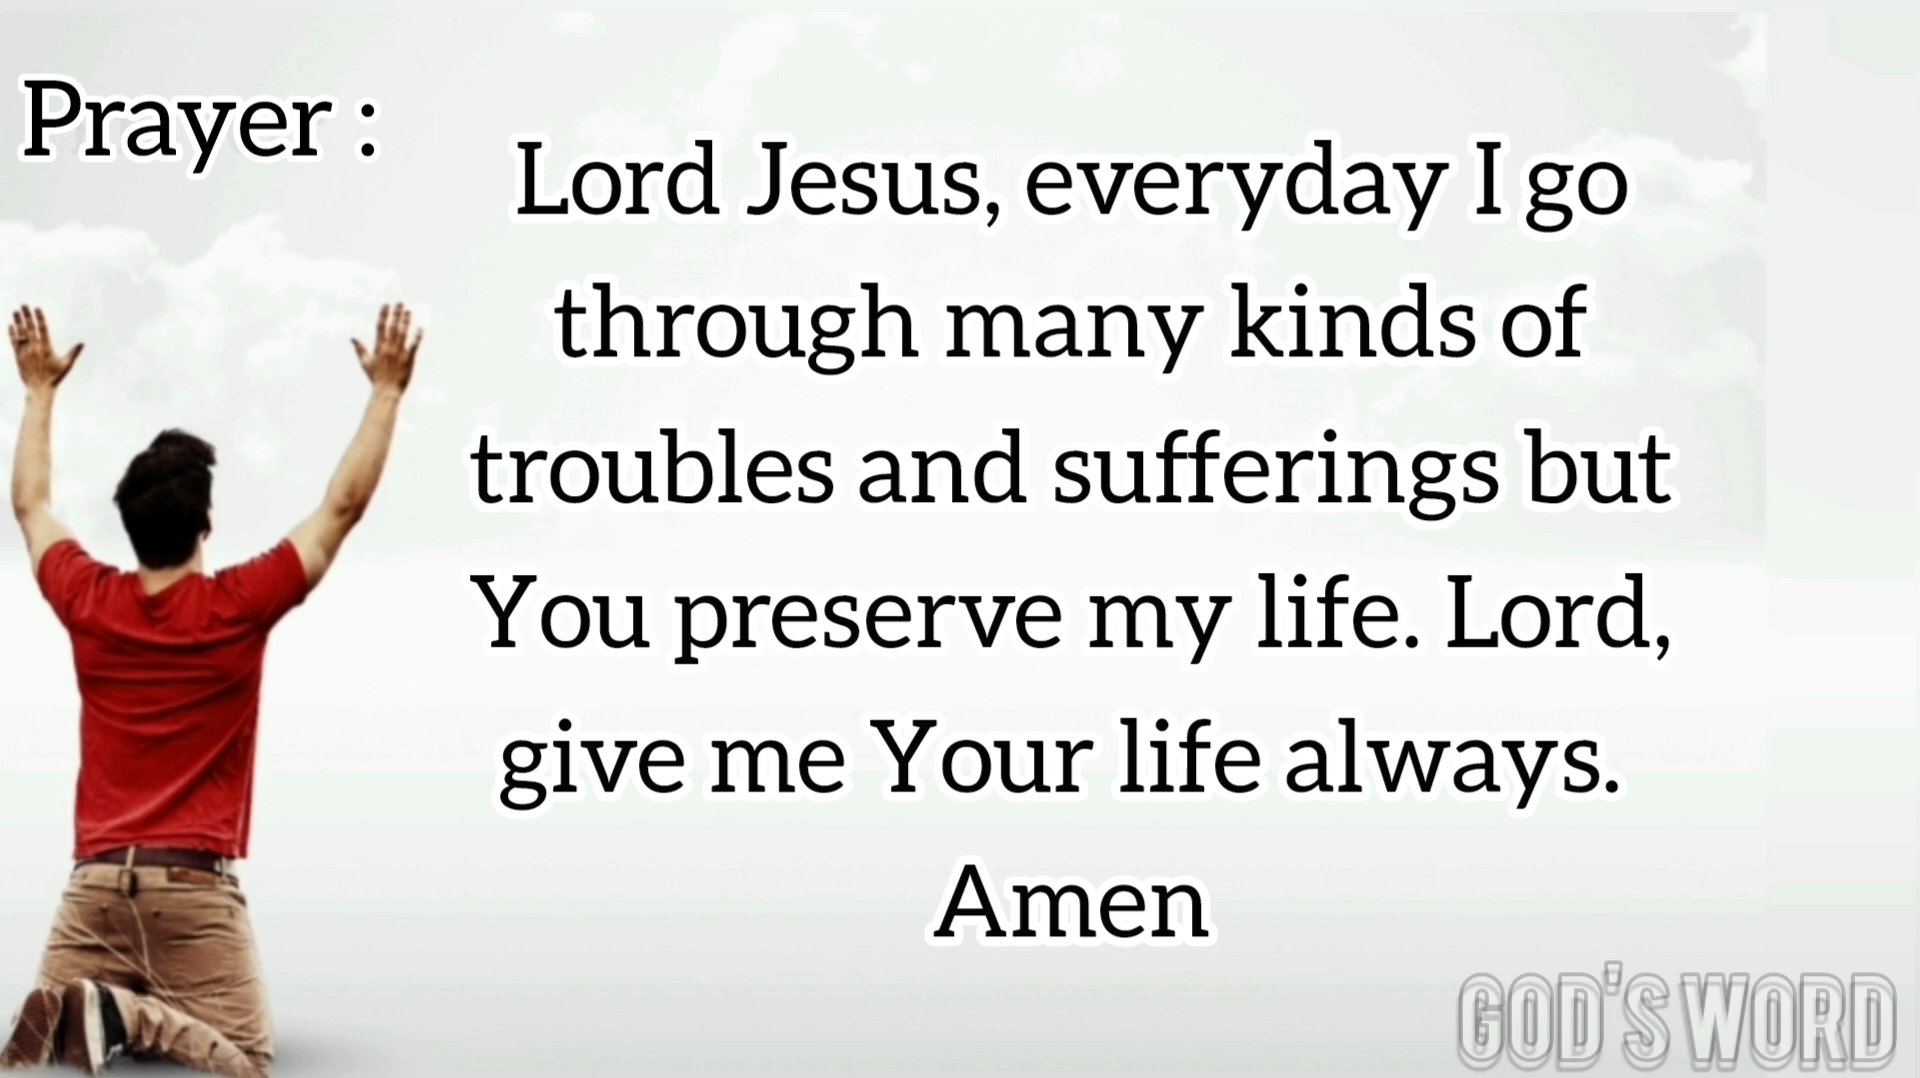 Prayer :
Lord Jesus, everyday I go
through many kinds of
troubles and sufferings but
You preserve my life. Lord,
give me Your life always.
Amen
GOD'S WORD